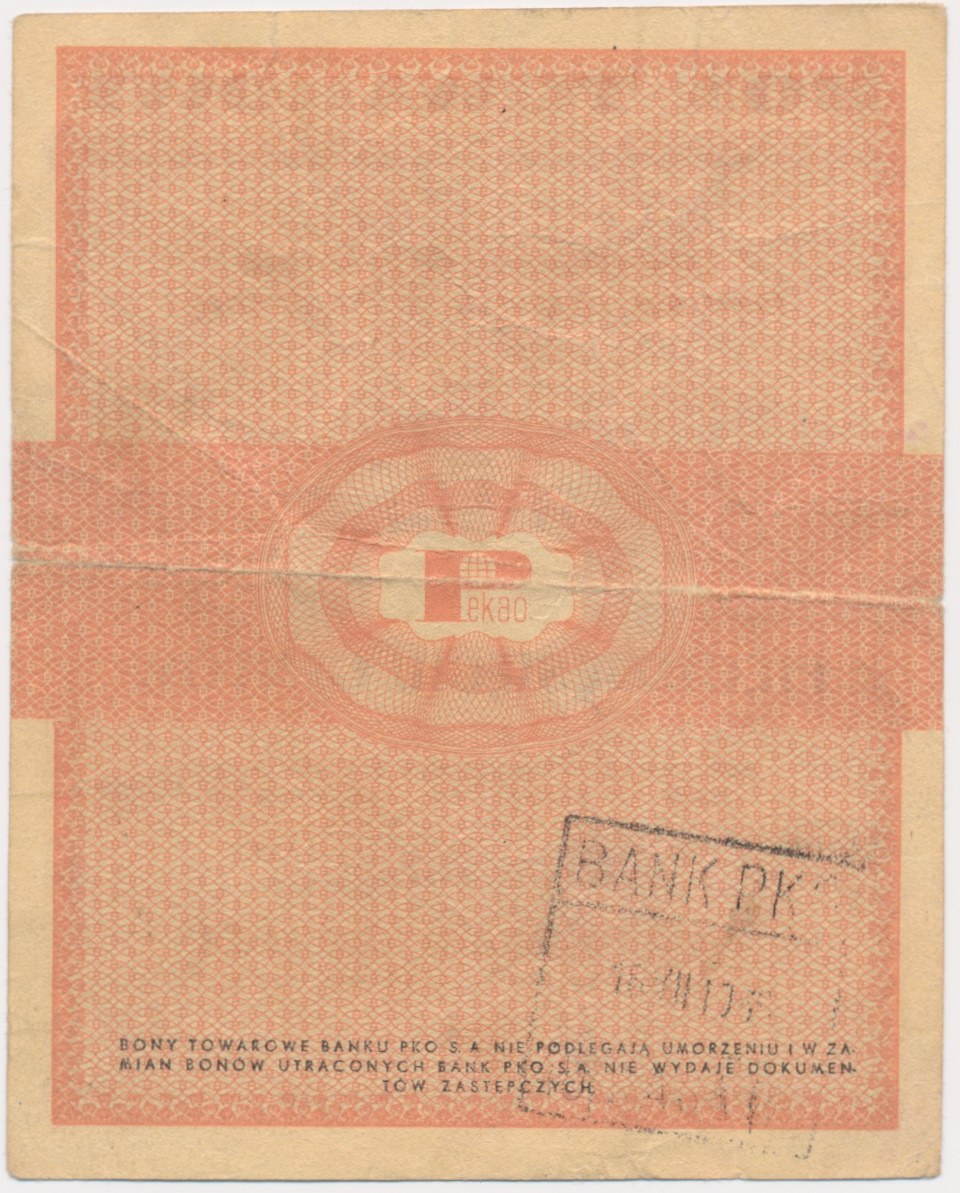 Pekao
BANK PK
BONY TOWAROWE BANKU PKO S. A. NIE PODLEGAJĄ UMORZENIU I W ZA-
MIAN BONÓW UTRACONYCH BANK PKO S. A. NIE WYDAJE DOKUMEN-
TÓW ZASTĘPCZYCH